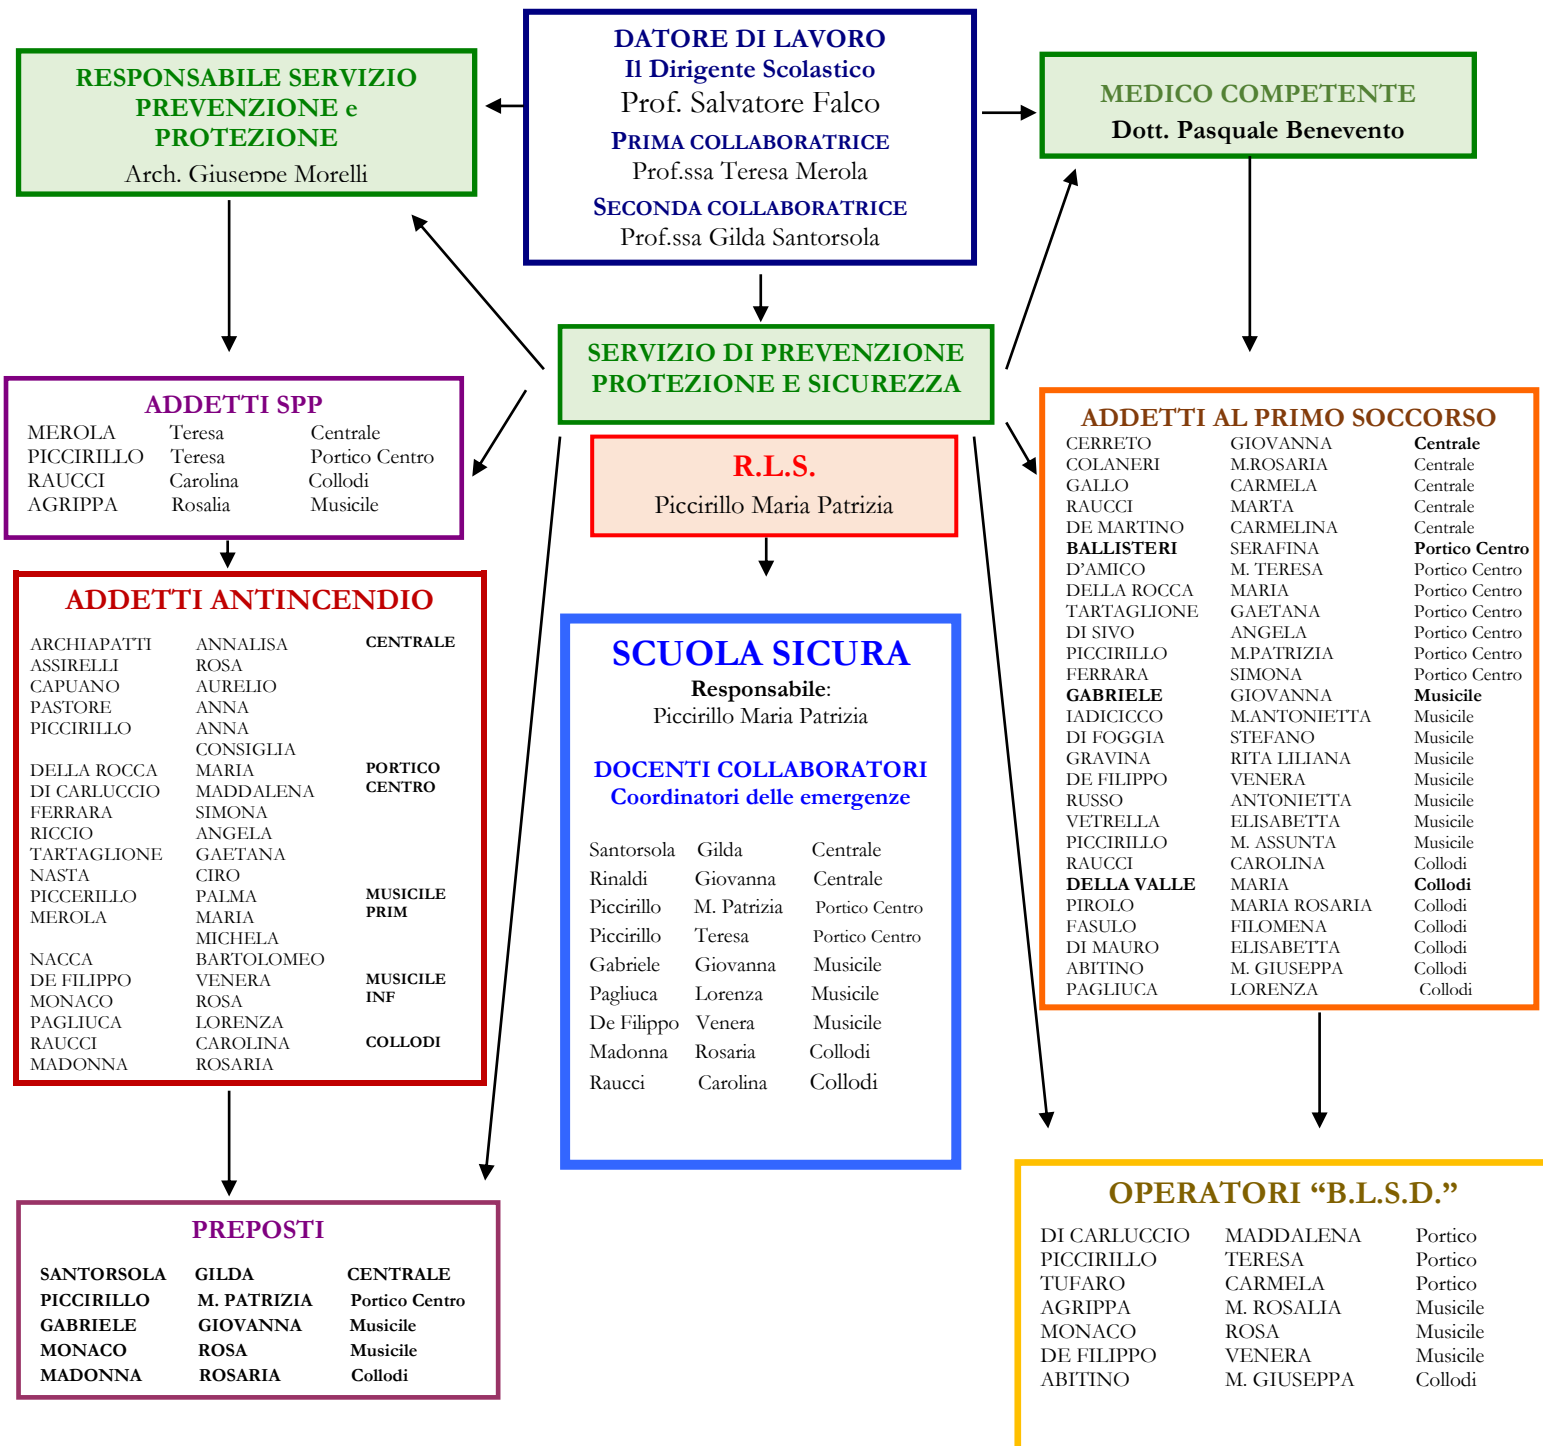 DATORE DI LAVORO
Il Dirigente Scolastico
Prof. Salvatore Falco
PRIMA COLLABORATRICE
Prof.ssa Teresa Merola
SECONDA COLLABORATRICE
Prof.ssa Gilda Santorsola
RESPONSABILE SERVIZIO
PREVENZIONE e
PROTEZIONE
Arch. Giuseppe Morelli
MEDICO COMPETENTE
Dott. Pasquale Benevento
SERVIZIO DI PREVENZIONE
PROTEZIONE E SICUREZZA
ADDETTI SPP
MEROLA Teresa Centrale
PICCIRILLO Teresa Portico Centro
RAUCCI Carolina Collodi
AGRIPPA Rosalia Musicile
R.L.S.
Piccirillo Maria Patrizia
ADDETTI AL PRIMO SOCCORSO
CERRETO GIOVANNA Centrale
COLANERI M.ROSARIA Centrale
GALLO CARMELA Centrale
RAUCCI MARTA Centrale
DE MARTINO CARMELINA Centrale
BALLISTERI SERAFINA Portico Centro
D'AMICO M. TERESA Portico Centro
DELLA ROCCA MARIA Portico Centro
TARTAGLIONE GAETANA Portico Centro
DI SIVO ANGELA Portico Centro
PICCIRILLO M.PATRIZIA Portico Centro
FERRARA SIMONA Portico Centro
GABRIELE GIOVANNA Musicile
IADICICCO M.ANTONIETTA Musicile
DI FOGGIA STEFANO Musicile
GRAVINA RITA LILIANA Musicile
DE FILIPPO VENERA Musicile
RUSSO ANTONIETTA Musicile
VETRELLA ELISABETTA Musicile
PICCIRILLO M. ASSUNTA Musicile
RAUCCI CAROLINA Collodi
DELLA VALLE MARIA Collodi
PIROLO MARIA ROSARIA Collodi
FASULO FILOMENA Collodi
DI MAURO ELISABETTA Collodi
ABITINO M. GIUSEPPA Collodi
PAGLIUCA LORENZA Collodi
ADDETTI ANTINCENDIO
ARCHIAPATTI ANNALISA CENTRALE
ASSIRELLI ROSA
CAPUANO AURELIO
PASTORE ANNA
PICCIRILLO ANNA
CONSIGLIA
DELLA ROCCA MARIA PORTICO
DI CARLUCCIO MADDALENA CENTRO
FERRARA SIMONA
RICCIO ANGELA
TARTAGLIONE GAETANA
NASTA CIRO
PICCERILLO PALMA MUSICILE
MEROLA MARIA PRIM
MICHELA
NACCA BARTOLOMEO
DE FILIPPO VENERA MUSICILE
MONACO ROSA INF
PAGLIUCA LORENZA
RAUCCI CAROLINA COLLODI
MADONNA ROSARIA
SCUOLA SICURA
Responsabile:
Piccirillo Maria Patrizia
DOCENTI COLLABORATORI
Coordinatori delle emergenze
Santorsola Gilda Centrale
Rinaldi Giovanna Centrale
Piccirillo M. Patrizia Portico Centro
Piccirillo Teresa Portico Centro
Gabriele Giovanna Musicile
Pagliuca Lorenza Musicile
De Filippo Venera Musicile
Madonna Rosaria Collodi
Raucci Carolina Collodi
PREPOSTI
SANTORSOLA GILDA CENTRALE
PICCIRILLO M. PATRIZIA Portico Centro
GABRIELE GIOVANNA Musicile
MONACO ROSA Musicile
MADONNA ROSARIA Collodi
OPERATORI “B.L.S.D.”
DI CARLUCCIO MADDALENA Portico
PICCIRILLO TERESA Portico
TUFARO CARMELA Portico
AGRIPPA M. ROSALIA Musicile
MONACO ROSA Musicile
DE FILIPPO VENERA Musicile
ABITINO M. GIUSEPPA Collodi